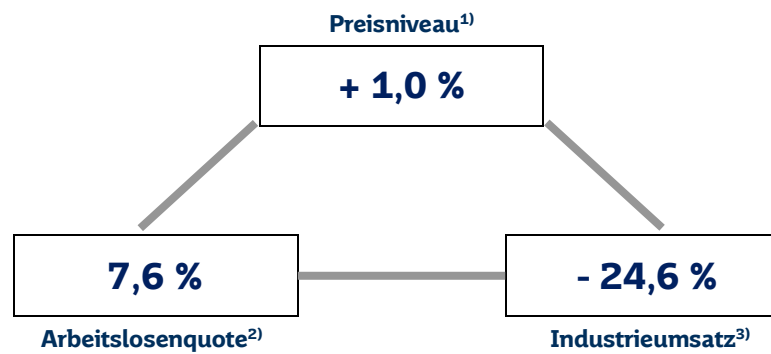 Preisniveau¹⁾
+ 1,0 %
7,6 %
- 24,6 %
Arbeitslosenquote²⁾
Industrieumsatz³⁾